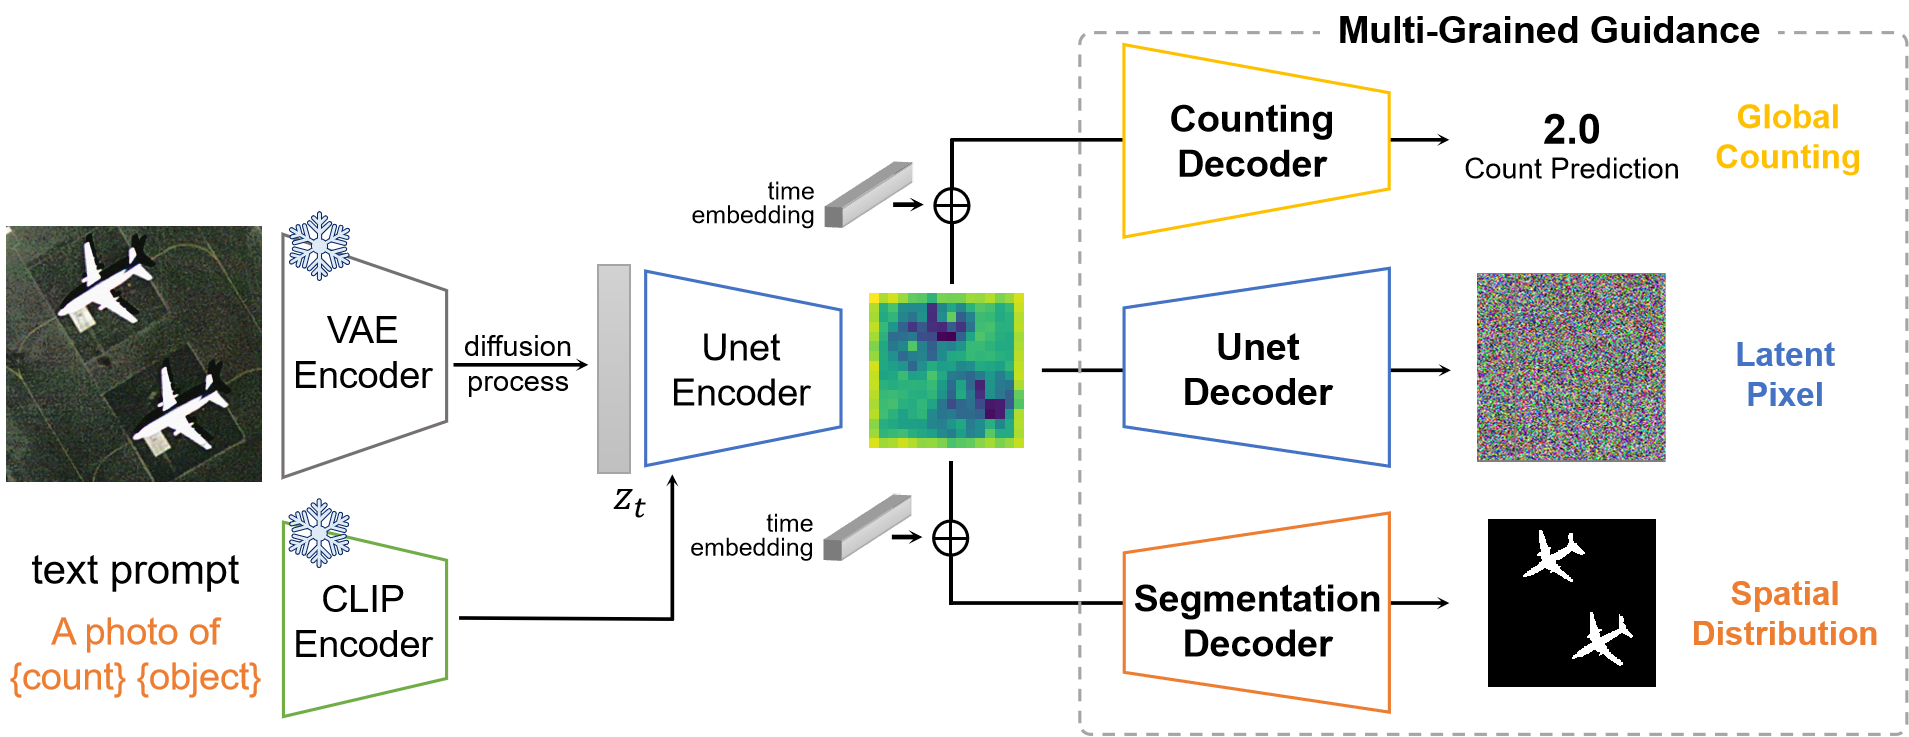 Multi-Grained Guidance
Counting
Decoder
2.0
Count Prediction
Global
Counting
time
embedding
VAE
Encoder
diffusion
process
z_t
Unet
Encoder
Unet
Decoder
Latent
Pixel
time
embedding
text prompt
A photo of
{count} {object}
CLIP
Encoder
Segmentation
Decoder
Spatial
Distribution